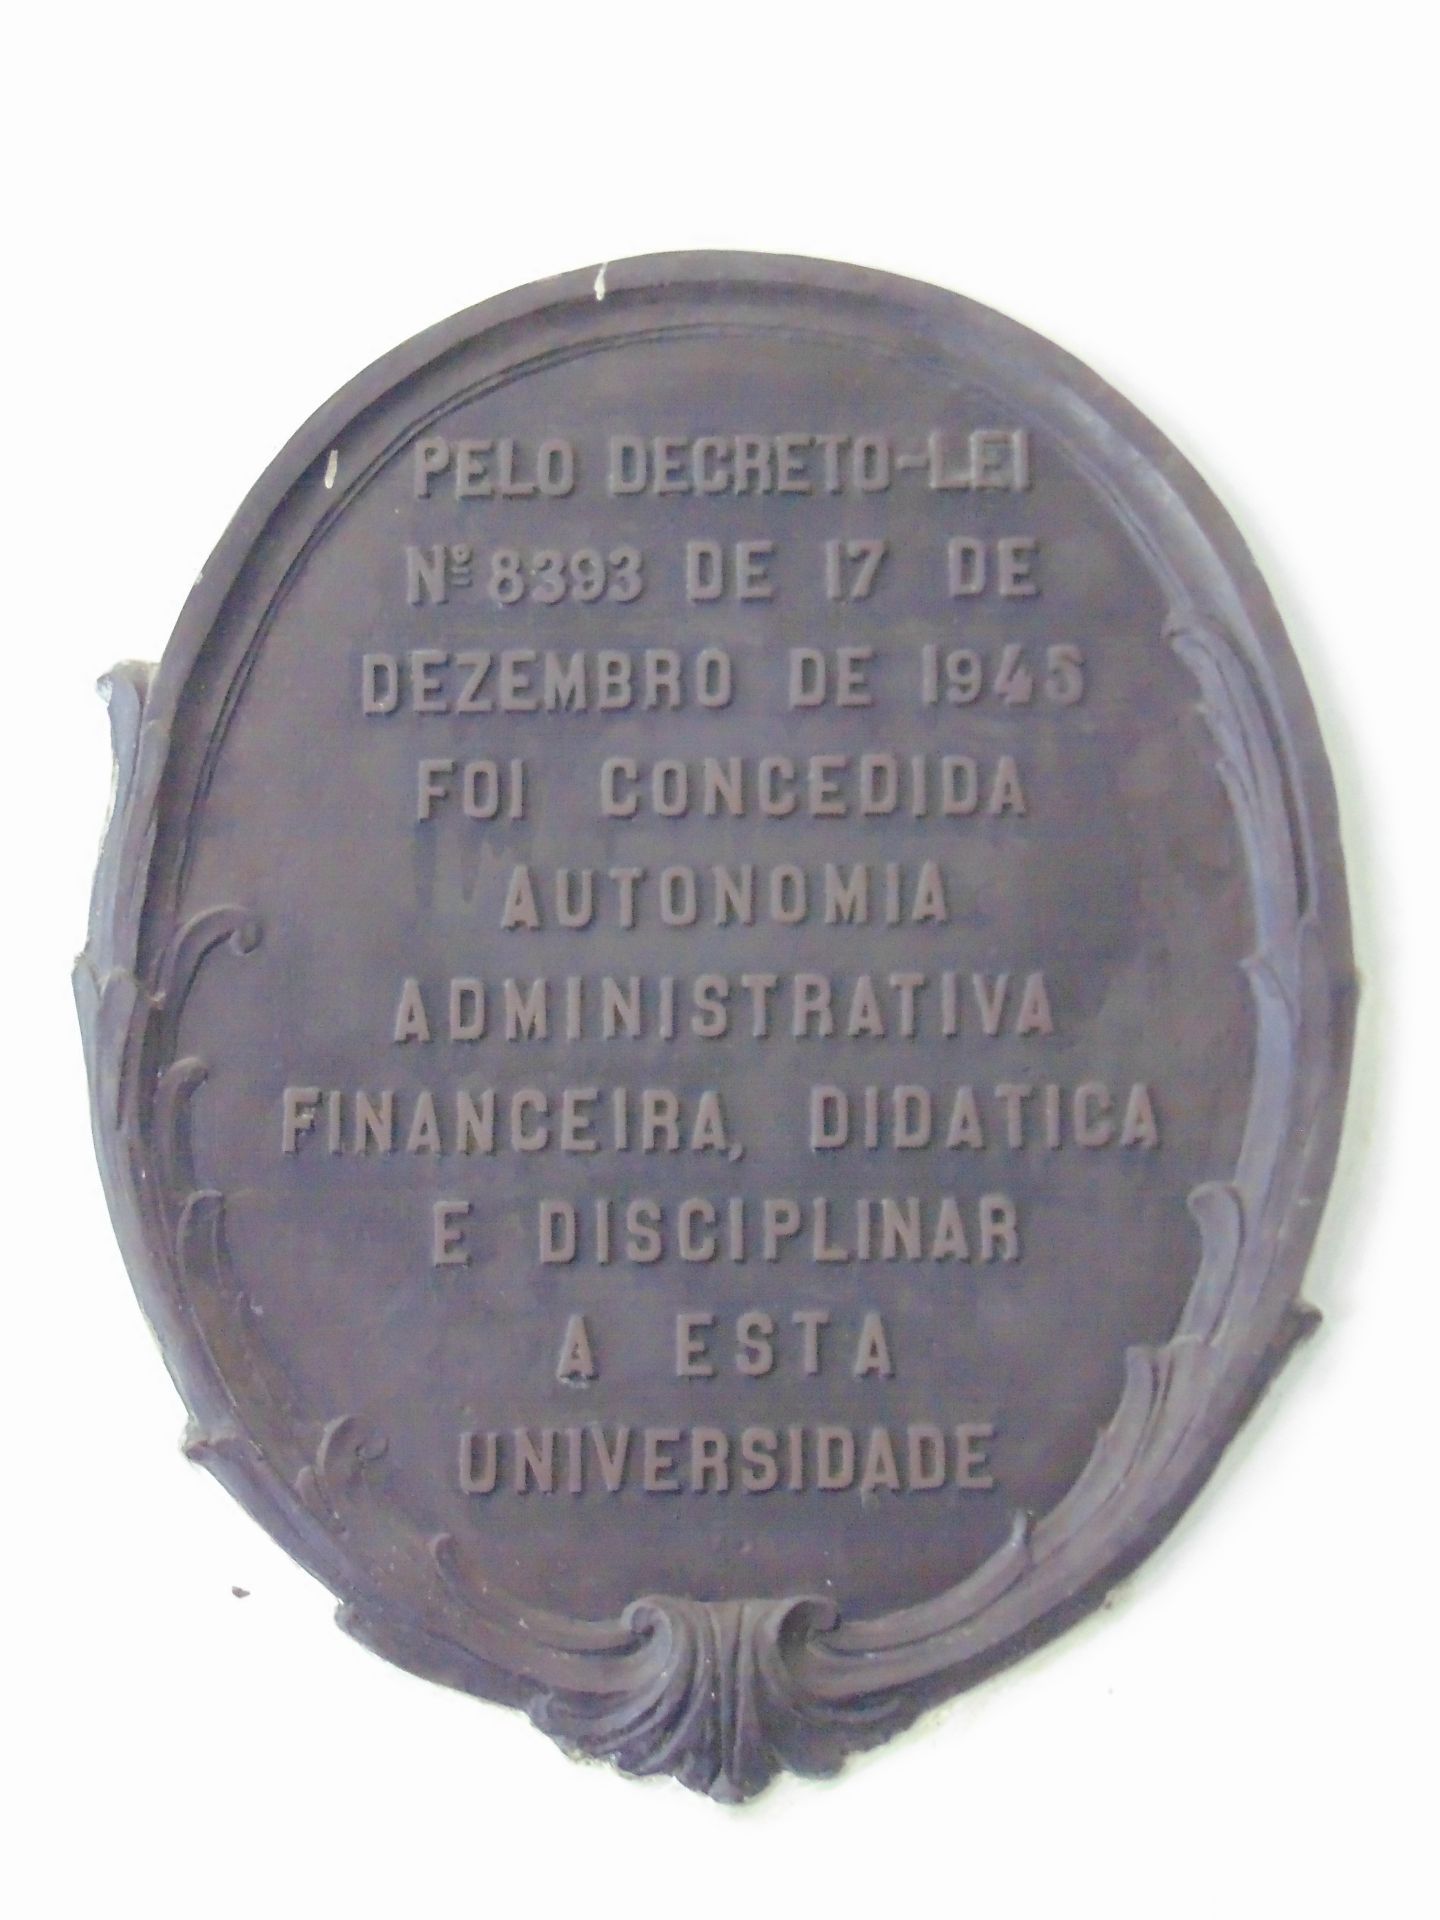 PELO DECRETO-LEI
Nº 8393 DE 17 DE
DEZEMBRO DE 1945
FOI CONCEDIDA
AUTONOMIA
ADMINISTRATIVA
FINANCEIRA, DIDATICA
E DISCIPLINAR
A ESTA
UNIVERSIDADE